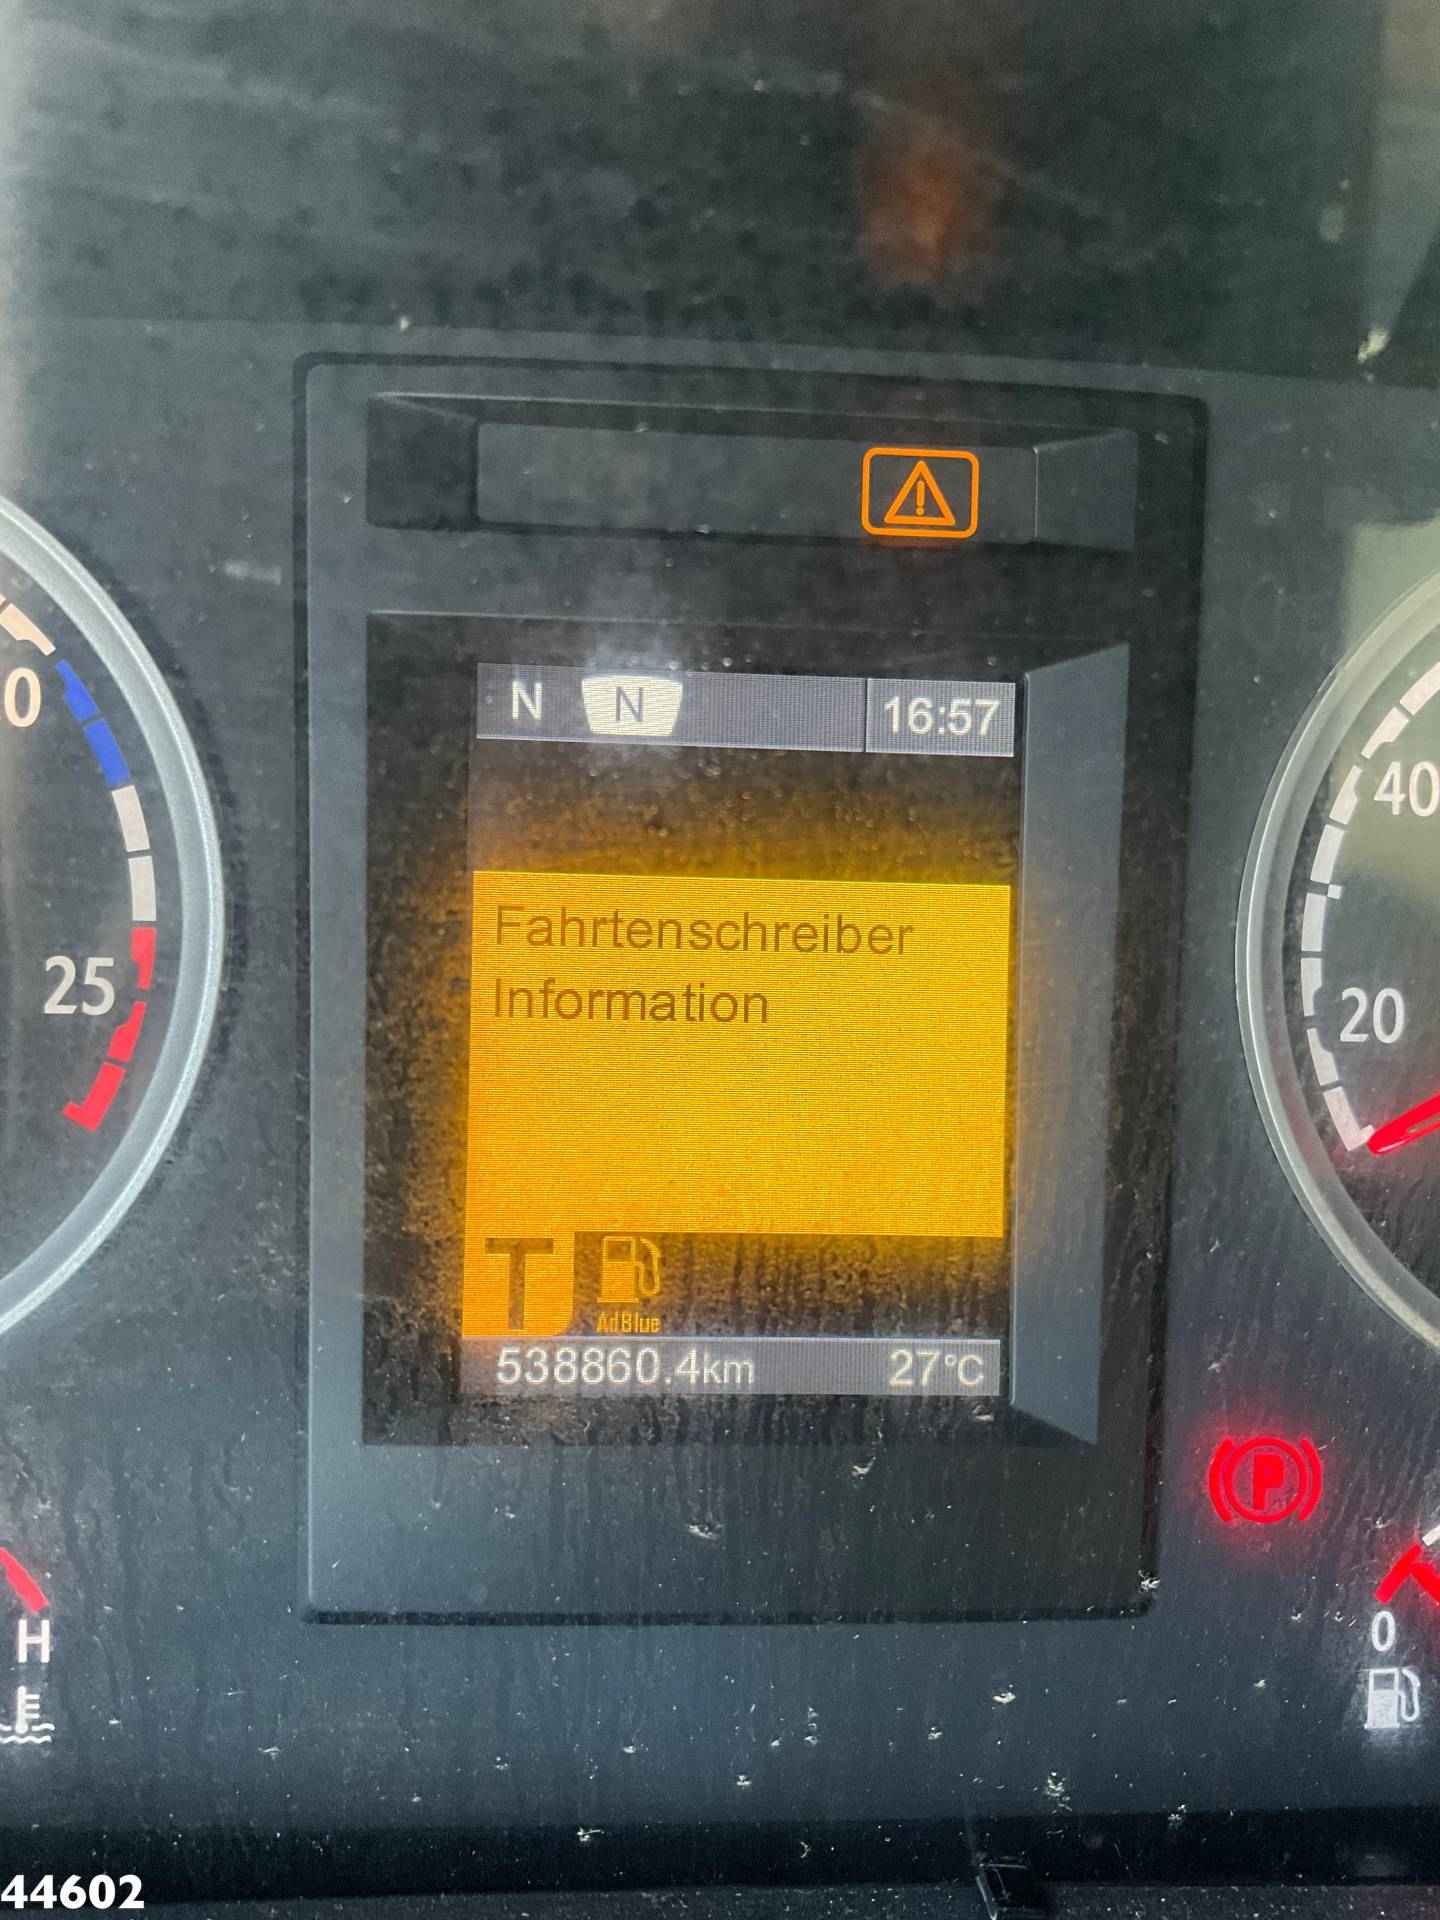 N N 16:57
0
40
Fahrtenschreiber
Information
25
20
T
AdBlue
538860.4km 27°C
P
H
0
44602